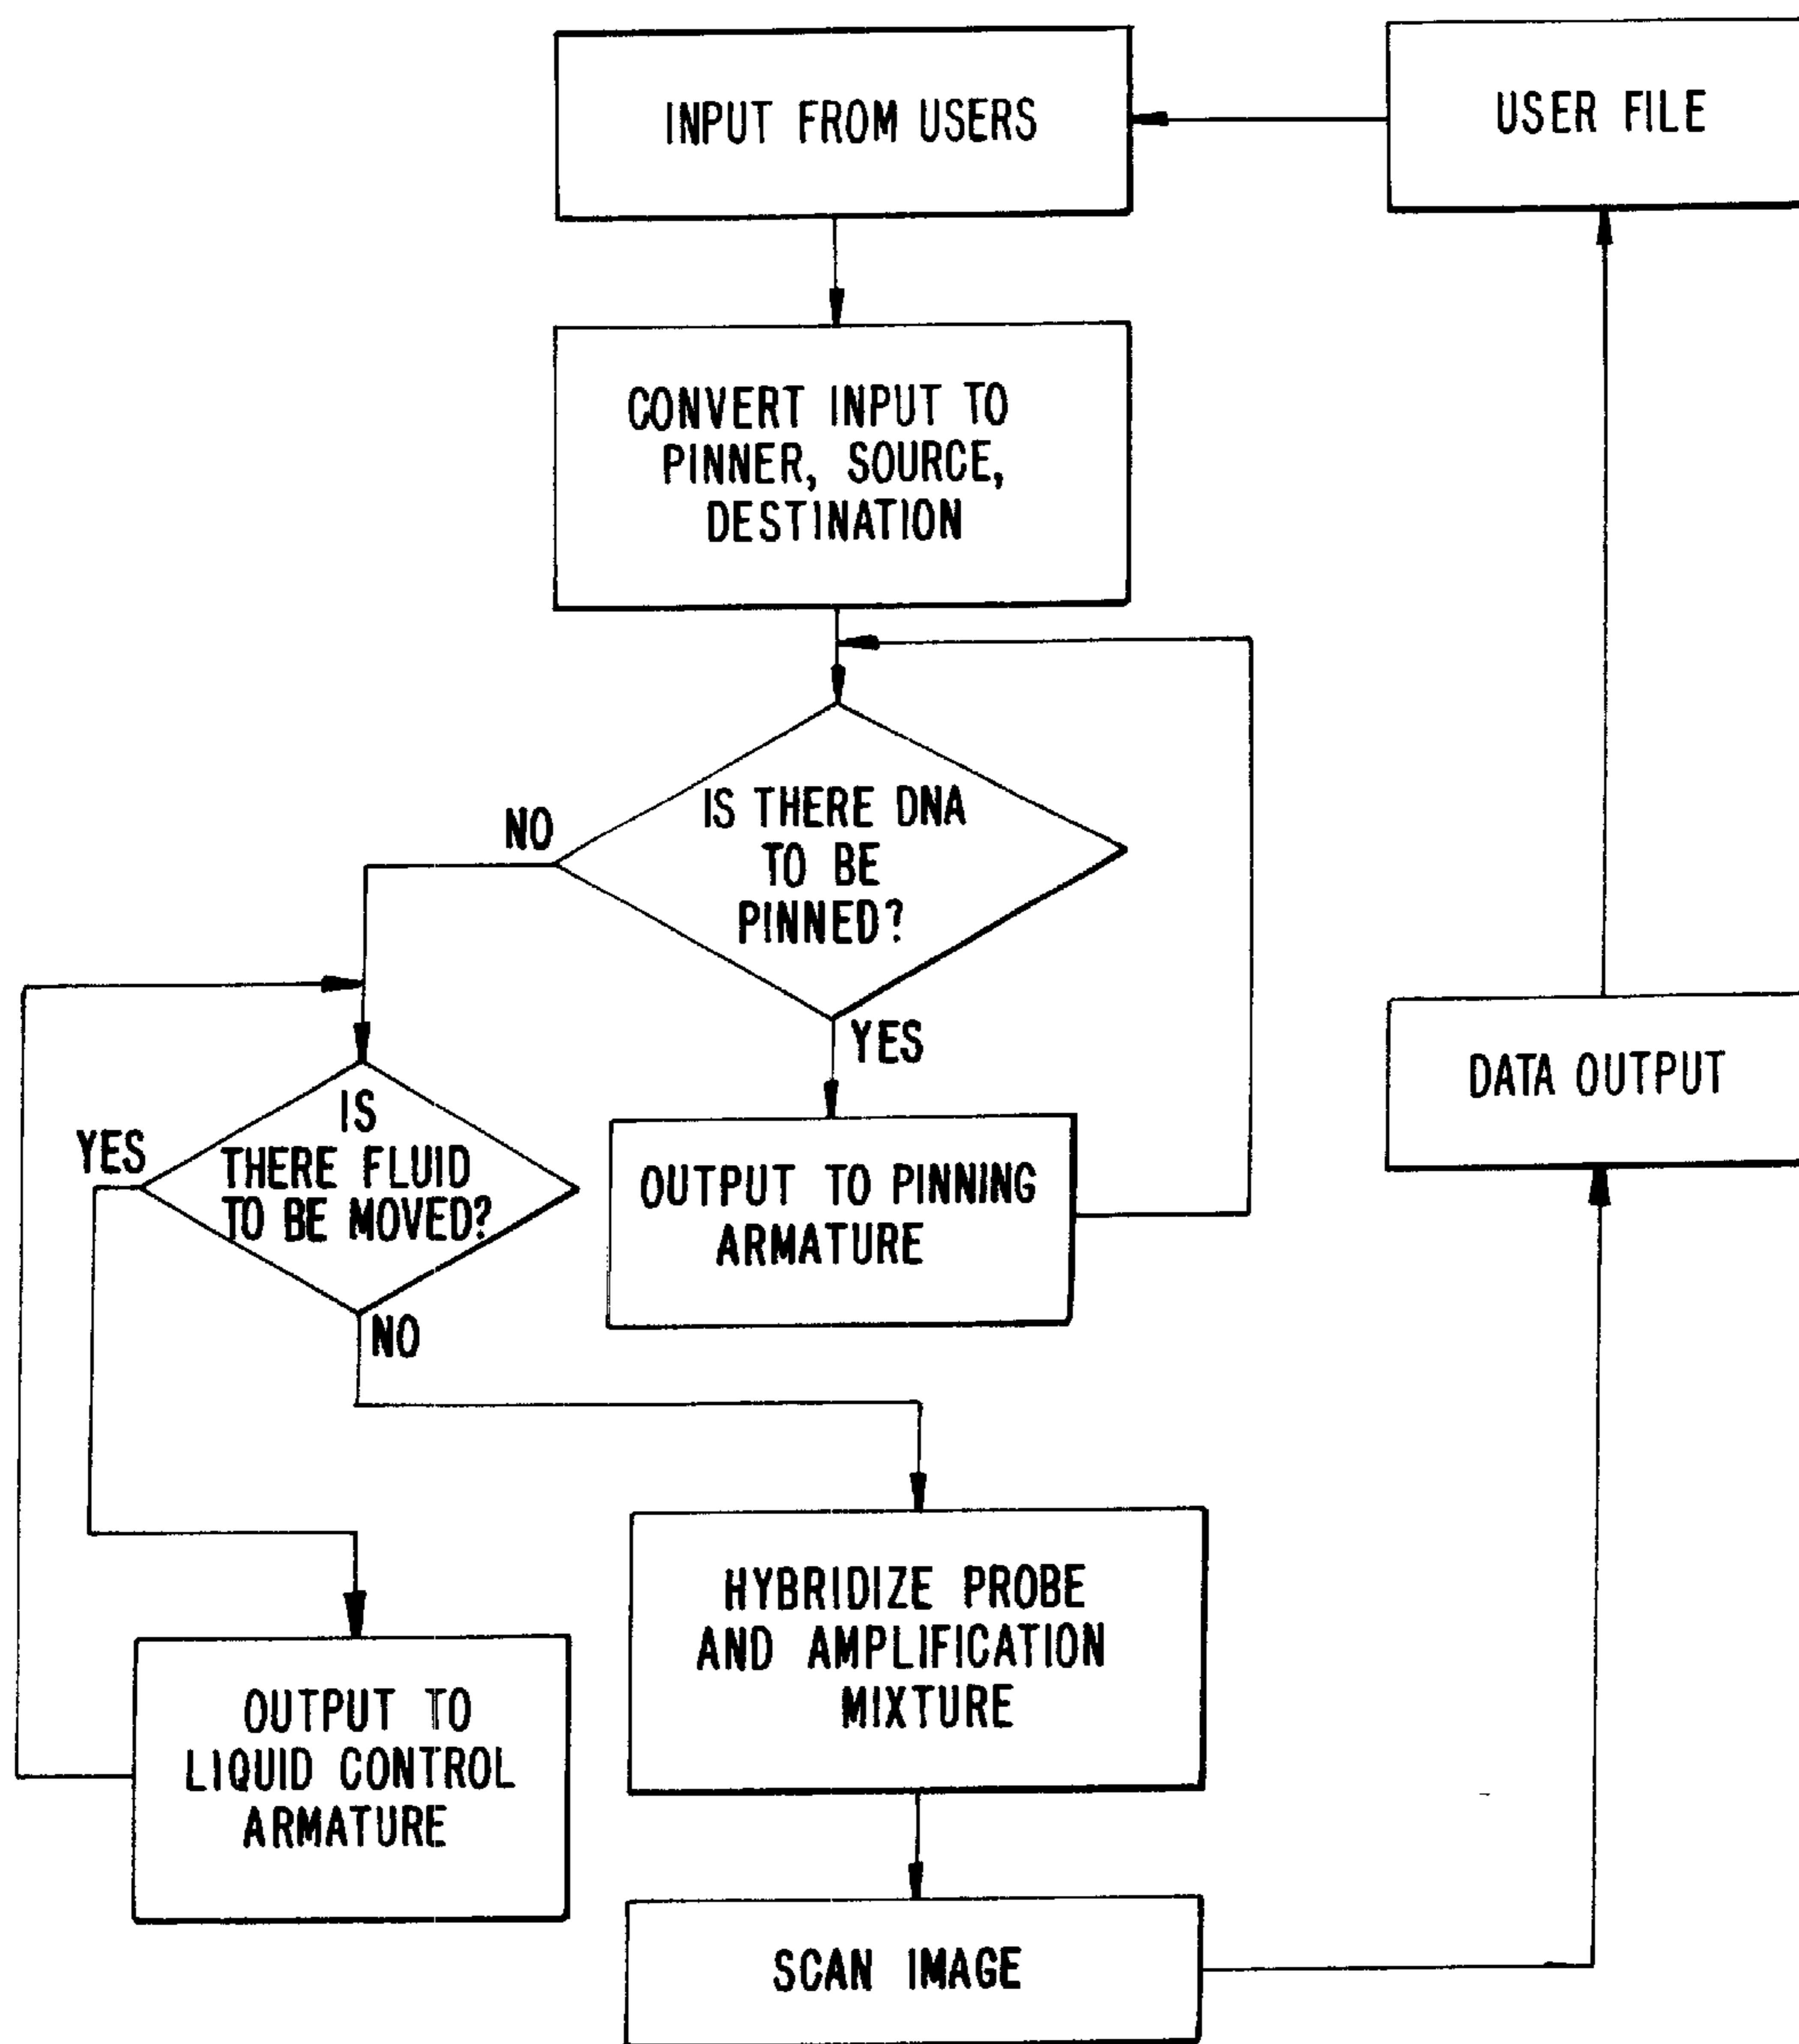 INPUT FROM USERS
USER FILE
CONVERT INPUT TO
PINNER, SOURCE,
DESTINATION
IS THERE DNA
TO BE
PINNED?
NO
YES
IS
THERE FLUID
TO BE MOVED?
YES
NO
OUTPUT TO PINNING
ARMATURE
DATA OUTPUT
HYBRIDIZE PROBE
AND AMPLIFICATION
MIXTURE
OUTPUT TO
LIQUID CONTROL
ARMATURE
SCAN IMAGE